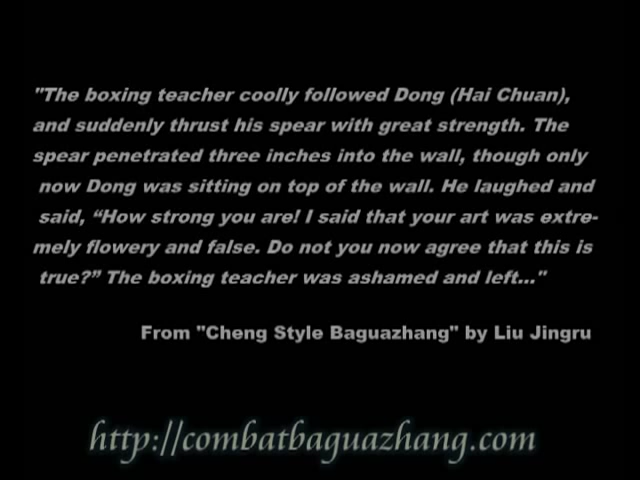 "The boxing teacher coolly followed Dong (Hai Chuan),
and suddenly thrust his spear with great strength. The
spear penetrated three inches into the wall, though only
now Dong was sitting on top of the wall. He laughed and
said, “How strong you are! I said that your art was extre-
mely flowery and false. Do not you now agree that this is
true?” The boxing teacher was ashamed and left..."
From "Cheng Style Baguazhang" by Liu Jingru
http://combatbaguazhang.com